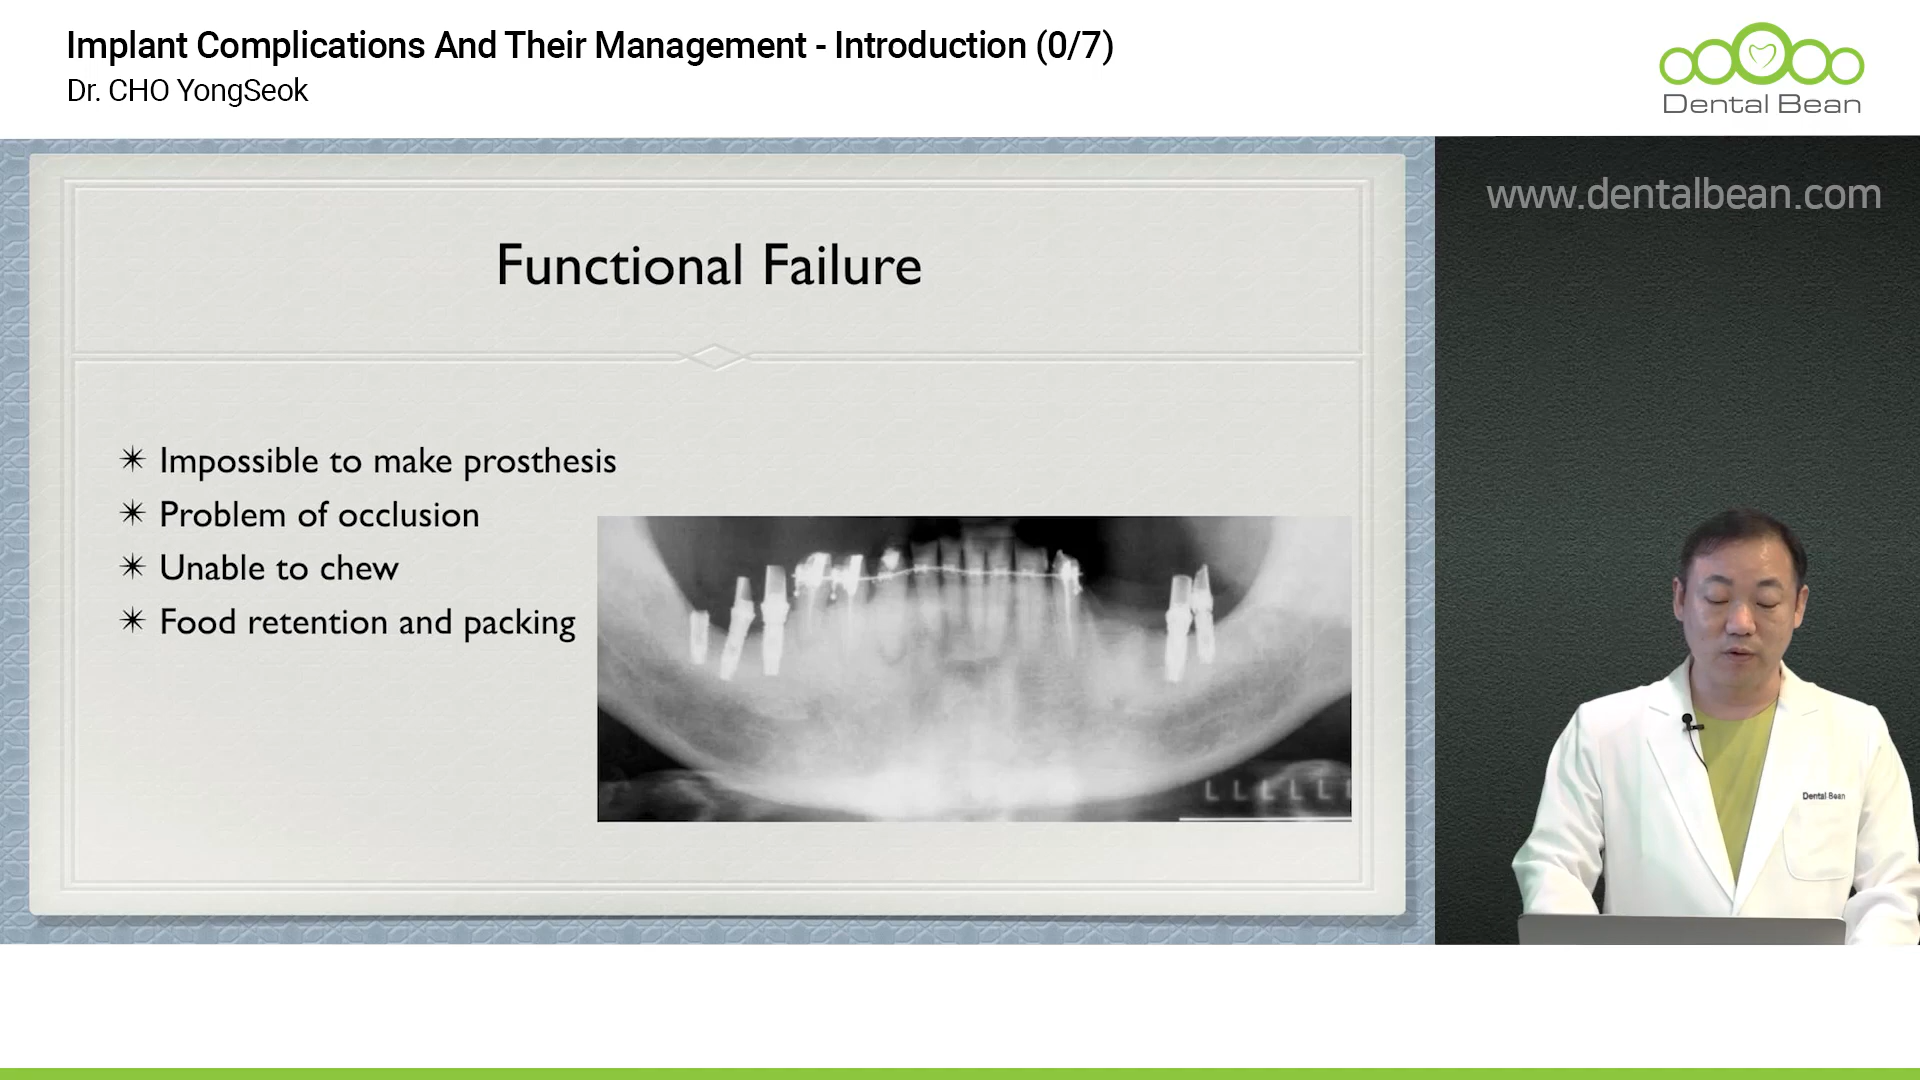 Implant Complications And Their Management - Introduction (0/7)
Dr. CHO YongSeok
Dental Bean
www.dentalbean.com
Functional Failure
✴ Impossible to make prosthesis
✴ Problem of occlusion
✴ Unable to chew
✴ Food retention and packing
L L L L L L
Dental Bean